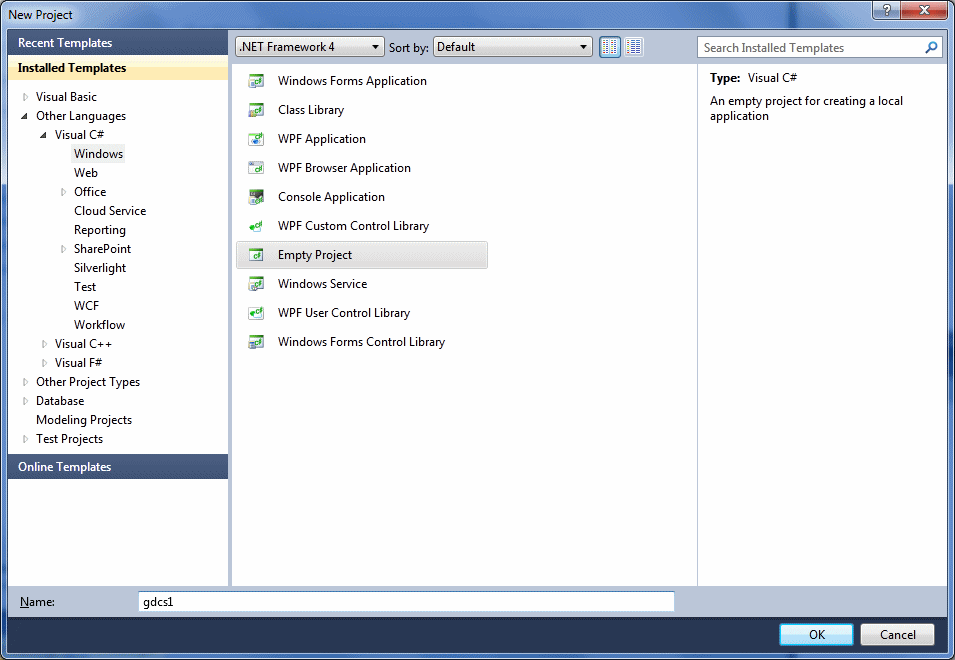 New Project
?
Recent Templates
Installed Templates
Visual Basic
Other Languages
Visual C#
Windows
Web
Office
Cloud Service
Reporting
SharePoint
Silverlight
Test
WCF
Workflow
Visual C++
Visual F#
Other Project Types
Database
Modeling Projects
Test Projects
Online Templates
.NET Framework 4
Sort by:
Default
Windows Forms Application
Class Library
WPF Application
WPF Browser Application
Console Application
WPF Custom Control Library
Empty Project
Windows Service
WPF User Control Library
Windows Forms Control Library
Search Installed Templates
Type: Visual C#
An empty project for creating a local
application
Name:
gdcs1
OK
Cancel